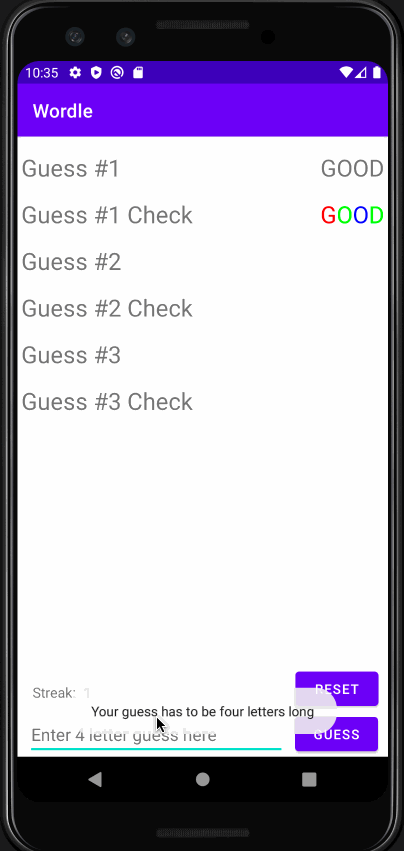 10:35
Wordle
Guess #1 GOOD
Guess #1 Check GOOD
Guess #2
Guess #2 Check
Guess #3
Guess #3 Check
Streak: 1
RESET
Your guess has to be four letters long
Enter 4 letter guess here
GUESS